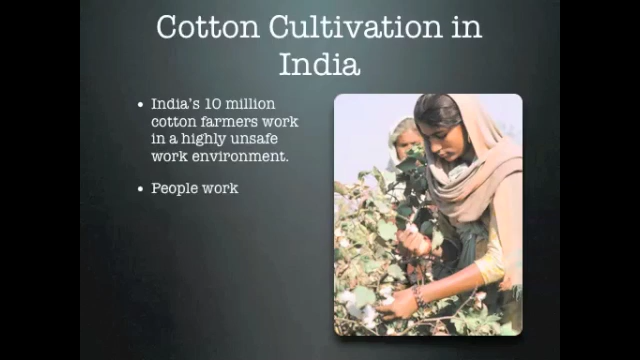 Cotton Cultivation in
India
• India's 10 million
cotton farmers work
in a highly unsafe
work environment.
• People work